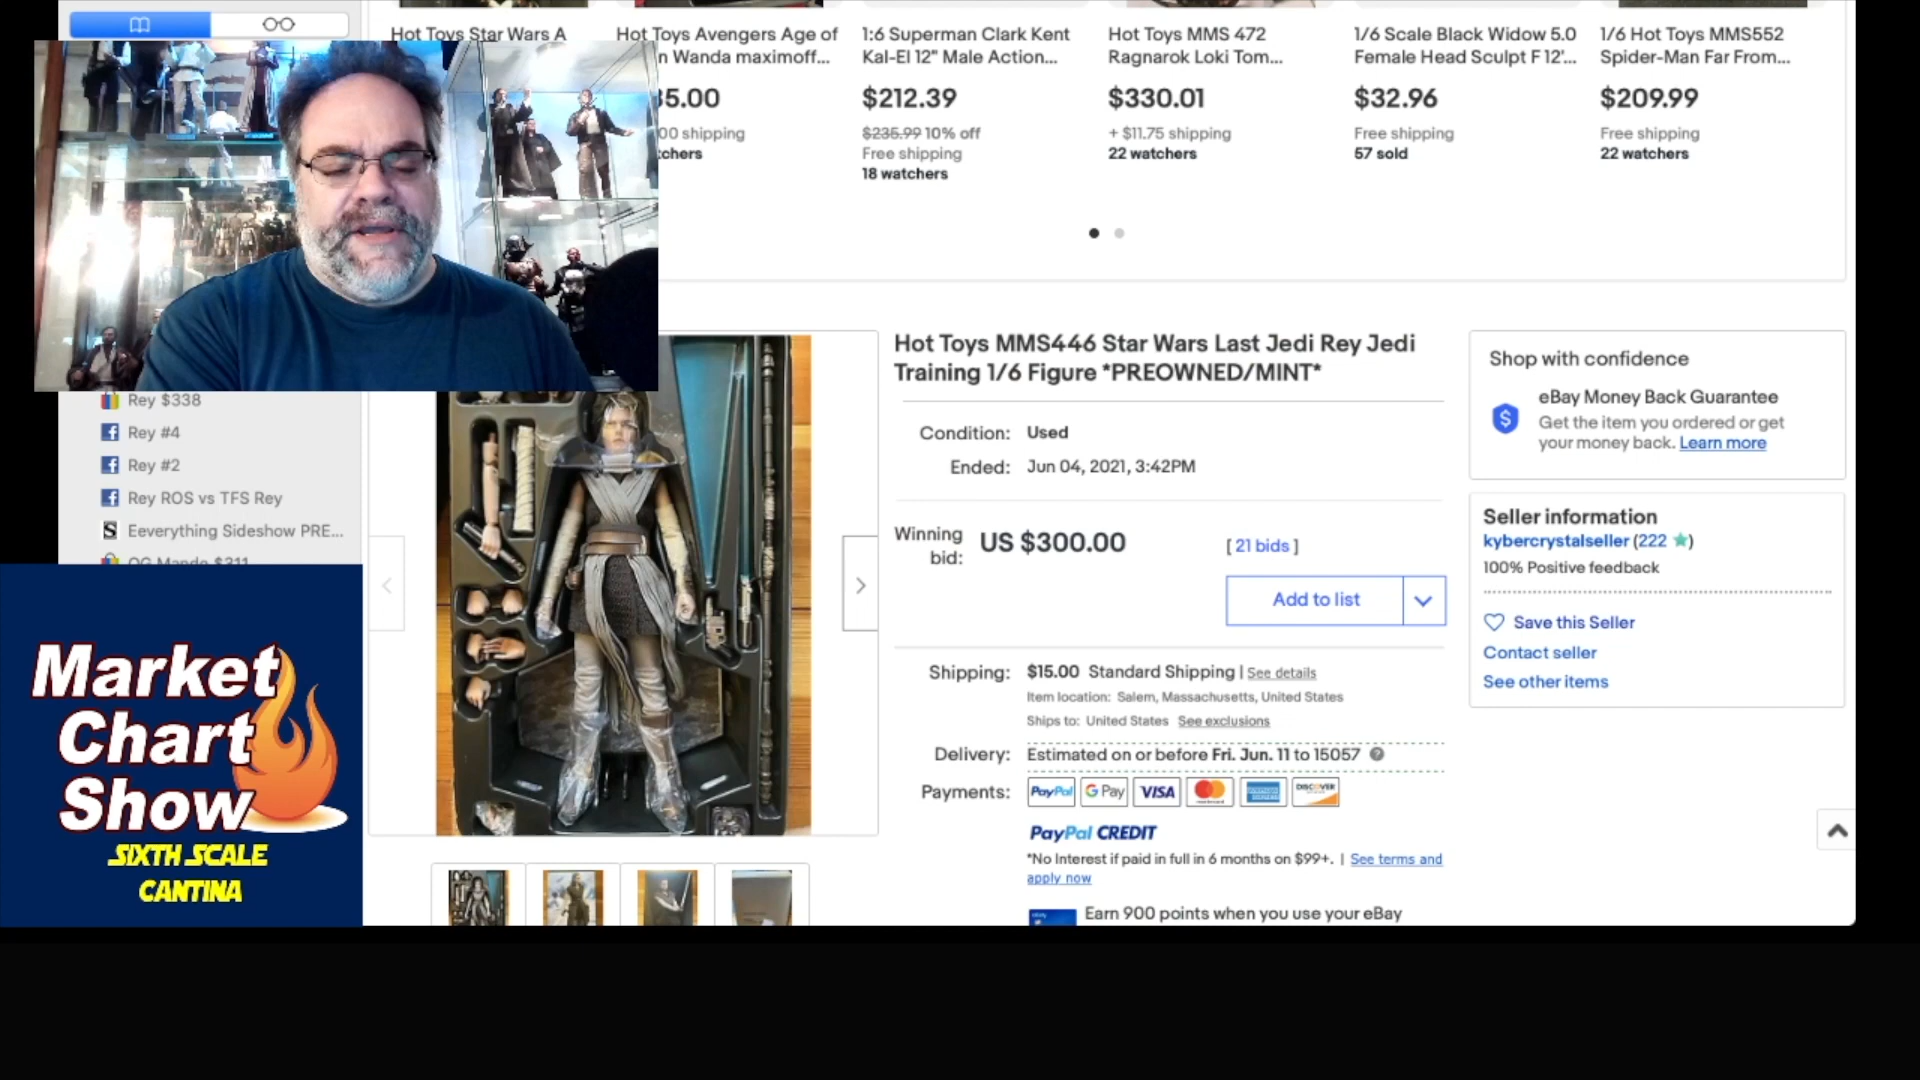 Hot Toys Star Wars A
Hot Toys Avengers Age of
n Wanda maximoff...
35.00
00 shipping
tchers
1:6 Superman Clark Kent
Kal-El 12" Male Action...
$212.39
$235.99 10% off
Free shipping
18 watchers
Hot Toys MMS 472
Ragnarok Loki Tom...
$330.01
+ $11.75 shipping
22 watchers
1/6 Scale Black Widow 5.0
Female Head Sculpt F 12'...
$32.96
Free shipping
57 sold
1/6 Hot Toys MMS552
Spider-Man Far From...
$209.99
Free shipping
22 watchers
Rey $338
Rey #4
Rey #2
Rey ROS vs TFS Rey
Eeverything Sideshow PRE...
OG Mando $311
Market
Chart
Show
SIXTH SCALE
CANTINA
Hot Toys MMS446 Star Wars Last Jedi Rey Jedi
Training 1/6 Figure *PREOWNED/MINT*
Condition: Used
Ended: Jun 04, 2021, 3:42PM
Winning
bid: US $300.00 [ 21 bids ]
Add to list
Shipping: $15.00 Standard Shipping | See details
Item location: Salem, Massachusetts, United States
Ships to: United States See exclusions
Delivery: Estimated on or before Fri. Jun. 11 to 15057
Payments: PayPal G Pay VISA mastercard DISCOVER
PayPal CREDIT
*No Interest if paid in full in 6 months on $99+. | See terms and
apply now
Earn 900 points when you use your eBay
Shop with confidence
eBay Money Back Guarantee
Get the item you ordered or get
your money back. Learn more
Seller information
kybercrystalseller (222 ★)
100% Positive feedback
Save this Seller
Contact seller
See other items